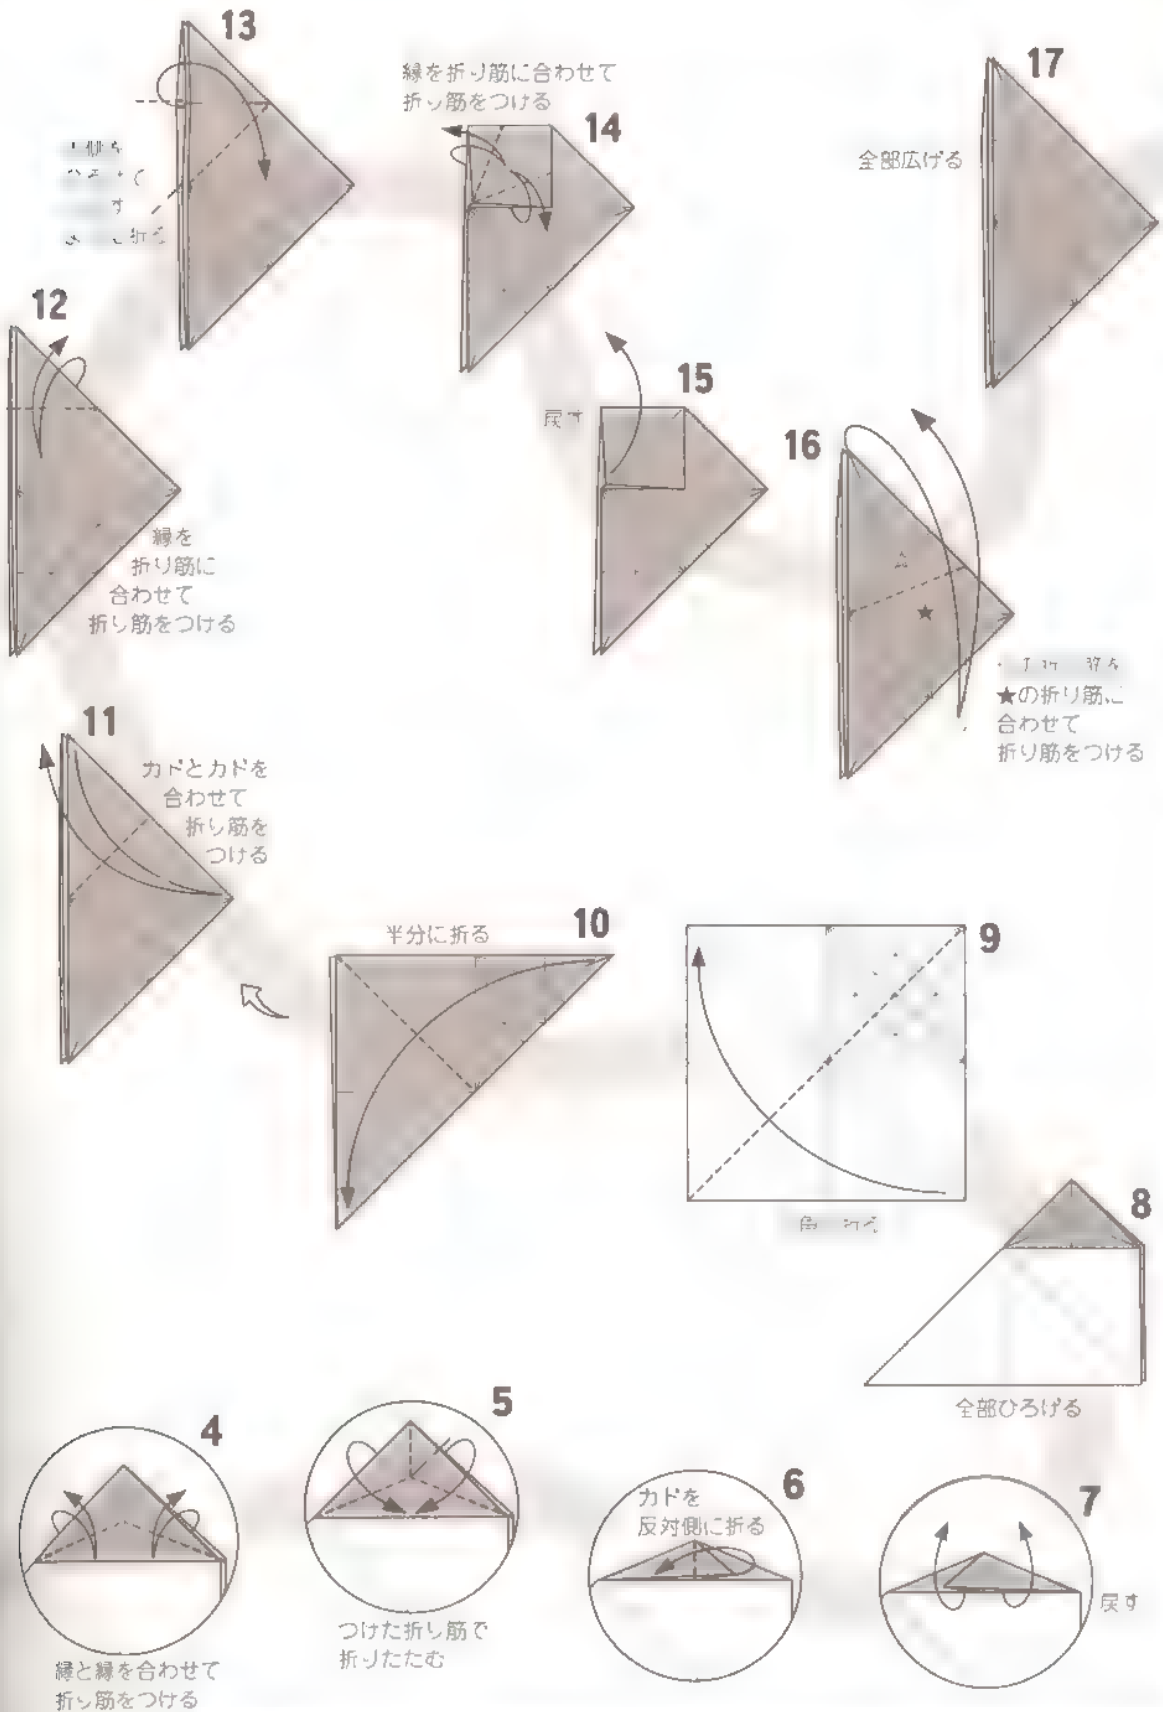 4
縁と縁を合わせて
折り筋をつける
5
つけた折り筋で
折りたたむ
6
カドを
反対側に折る
7
戻す
8
全部ひろげる
9
10
半分に折る
11
カドとカドを
合わせて
折り筋を
つける
12
縁を
折り筋に
合わせて
折り筋をつける
13
14
縁を折り筋に合わせて
折り筋をつける
15
戻す
16
★
★の折り筋に
合わせて
折り筋をつける
17
全部広げる